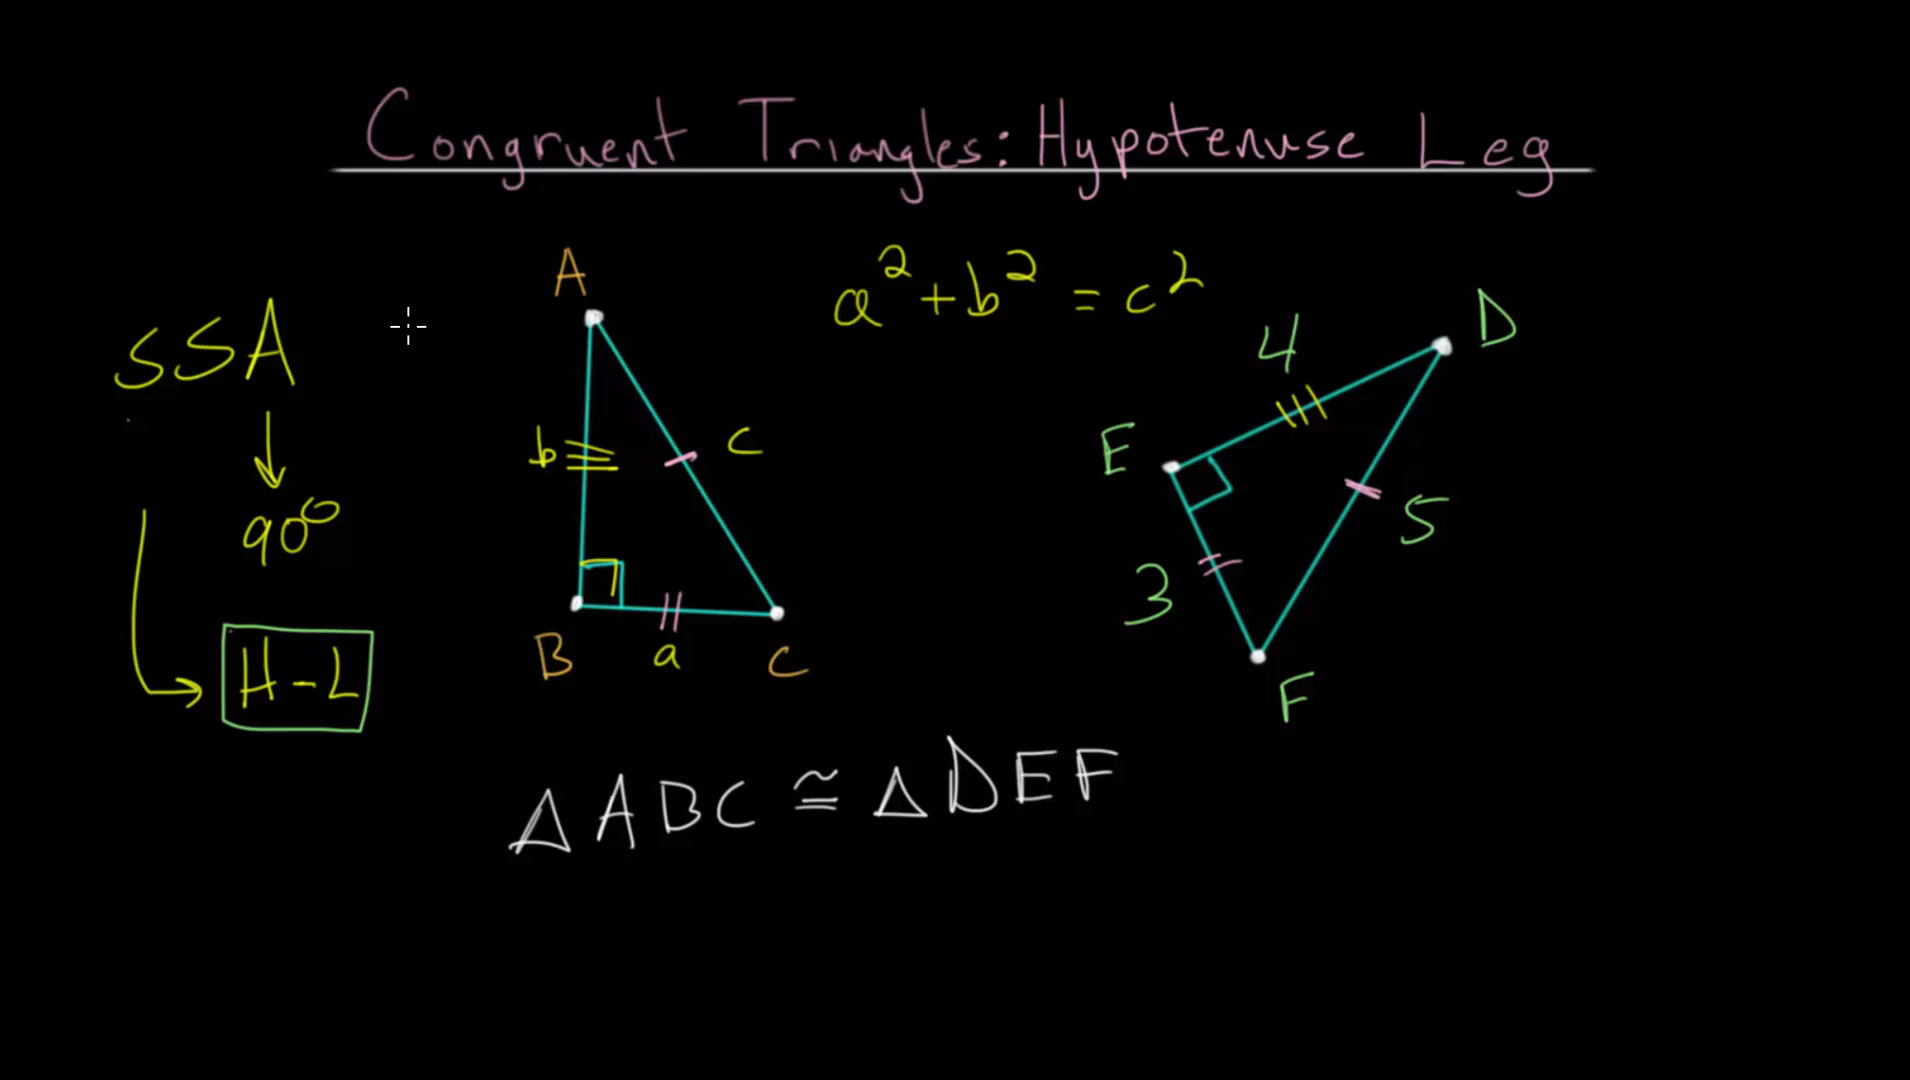 Congruent Triangles: Hypotenuse Leg
SSA
90°
H-L
A
b
c
B
a
C
a² + b² = c²
D
4
E
5
3
F
△ABC ≅ △DEF